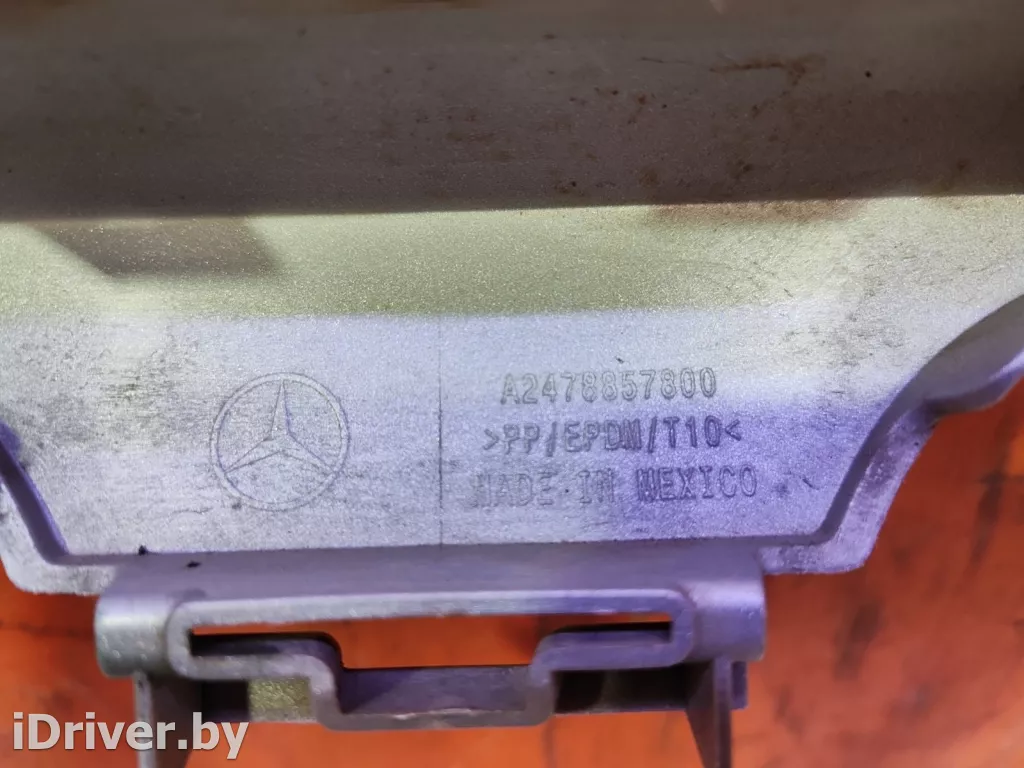 A2478857800
>PP/EPDM/T10<
MADE IN MEXICO
iDriver.by